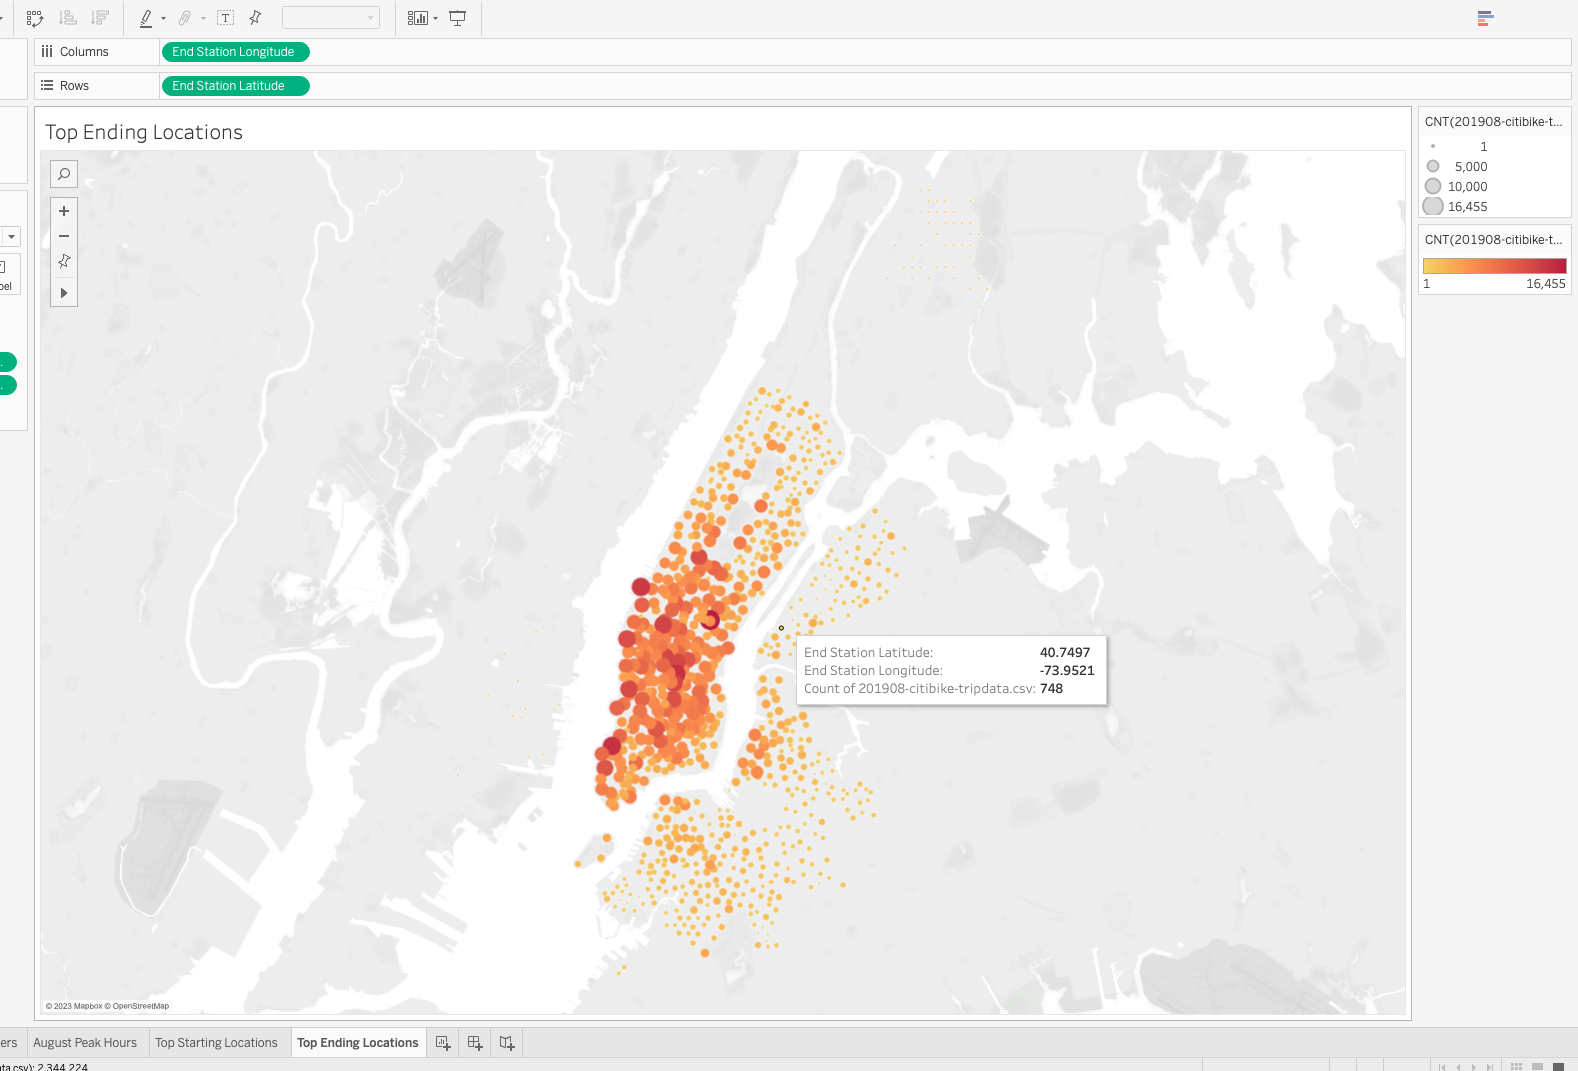 Columns
End Station Longitude
Rows
End Station Latitude
Top Ending Locations
CNT(201908-citibike-t...
1
5,000
10,000
16,455
CNT(201908-citibike-t...
1
16,455
T
End Station Latitude: 40.7497
End Station Longitude: -73.9521
Count of 201908-citibike-tripdata.csv: 748
© 2023 Mapbox © OpenStreetMap
ers
August Peak Hours
Top Starting Locations
Top Ending Locations
ata.csv): 2,344,224